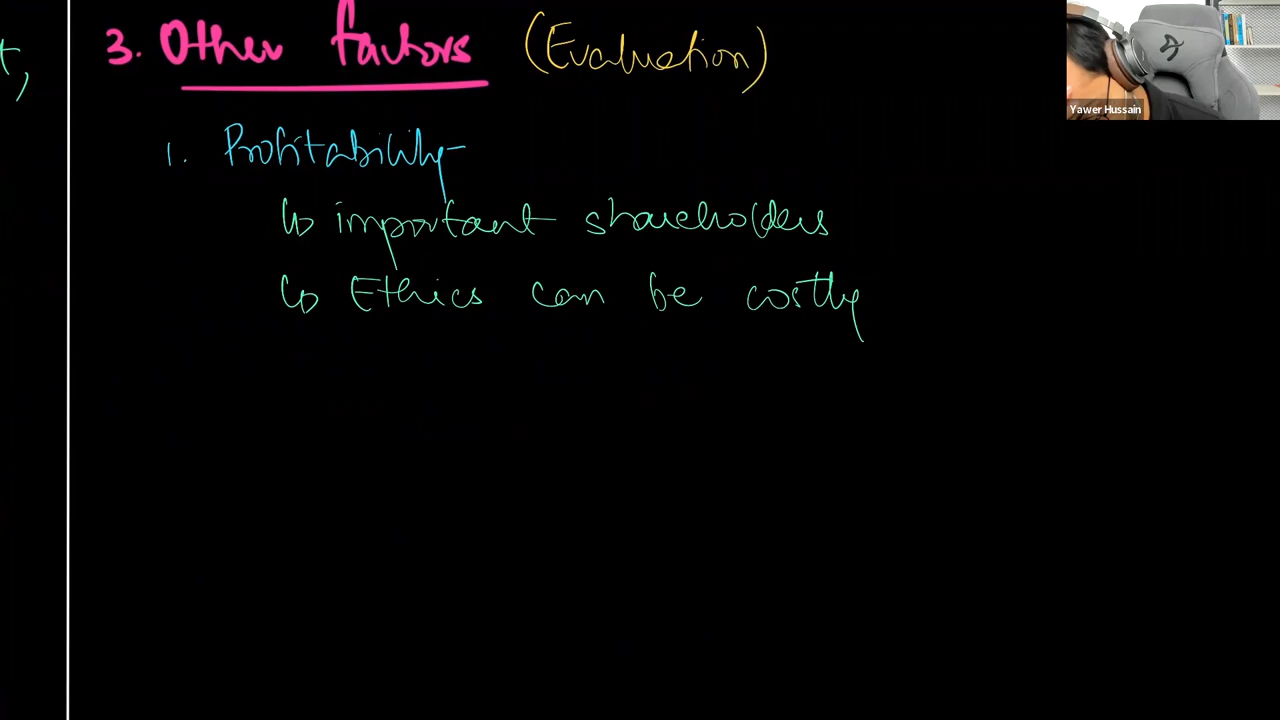 t,
3. Other factors (Evaluation)
Yawer Hussain
1. Profitability-
↳ important shareholders
↳ Ethics can be costly